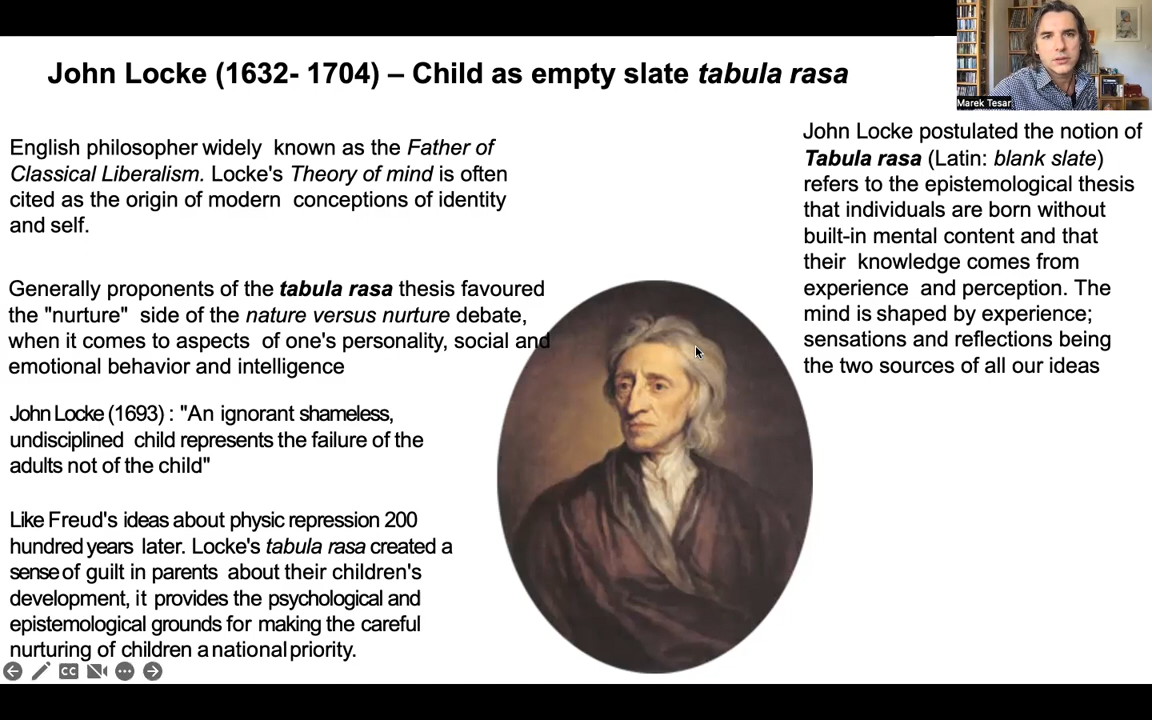 John Locke (1632- 1704) – Child as empty slate tabula rasa
Marek Tesar
English philosopher widely known as the Father of
Classical Liberalism. Locke's Theory of mind is often
cited as the origin of modern conceptions of identity
and self.
Generally proponents of the tabula rasa thesis favoured
the "nurture" side of the nature versus nurture debate,
when it comes to aspects of one's personality, social and
emotional behavior and intelligence
John Locke (1693) : "An ignorant shameless,
undisciplined child represents the failure of the
adults not of the child"
Like Freud's ideas about physic repression 200
hundred years later. Locke's tabula rasa created a
sense of guilt in parents about their children's
development, it provides the psychological and
epistemological grounds for making the careful
nurturing of children a national priority.
John Locke postulated the notion of
Tabula rasa (Latin: blank slate)
refers to the epistemological thesis
that individuals are born without
built-in mental content and that
their knowledge comes from
experience and perception. The
mind is shaped by experience;
sensations and reflections being
the two sources of all our ideas
CC